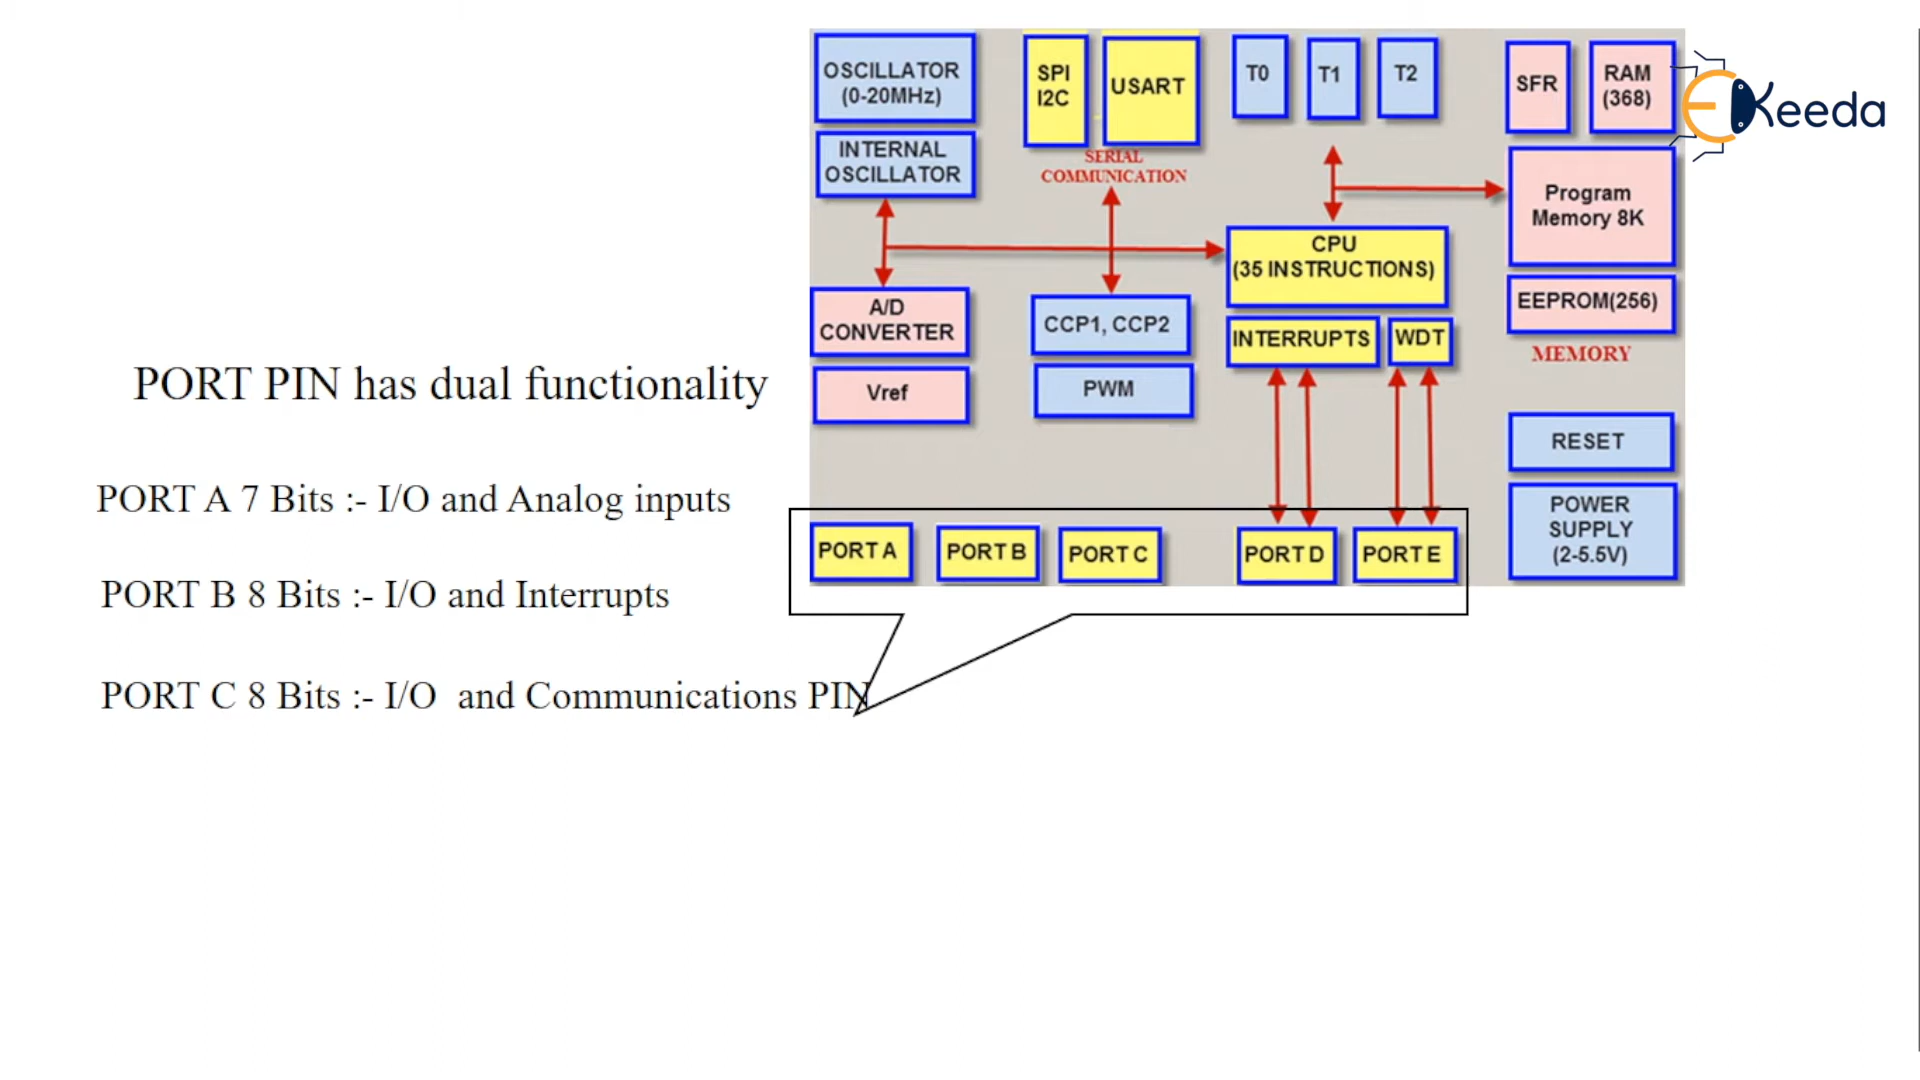 OSCILLATOR
(0-20MHz)
SPI
I2C
USART
T0
T1
T2
SFR
RAM
(368)
EKeeda
INTERNAL
OSCILLATOR
SERIAL
COMMUNICATION
Program
Memory 8K
CPU
(35 INSTRUCTIONS)
A/D
CONVERTER
CCP1, CCP2
INTERRUPTS
WDT
EEPROM(256)
MEMORY
Vref
PWM
RESET
POWER
SUPPLY
(2-5.5V)
PORT A
PORT B
PORT C
PORT D
PORT E
PORT PIN has dual functionality
PORT A 7 Bits :- I/O and Analog inputs
PORT B 8 Bits :- I/O and Interrupts
PORT C 8 Bits :- I/O and Communications PIN